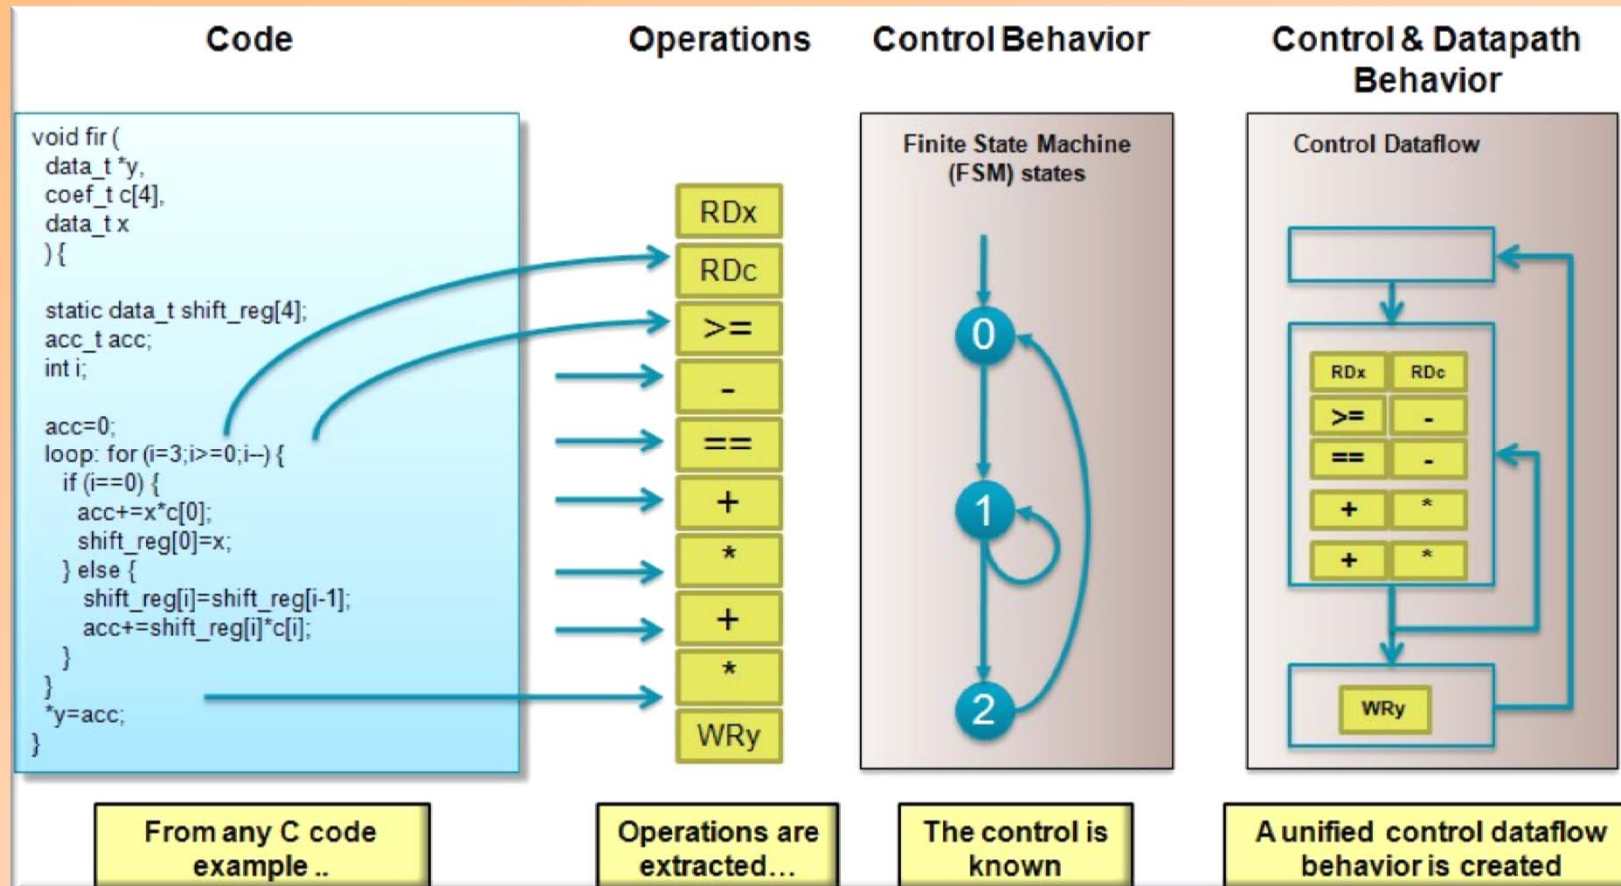 Code
Operations
Control Behavior
Control & Datapath
Behavior
void fir (
data_t *y,
coef_t c[4],
data_t x
) {
static data_t shift_reg[4];
acc_t acc;
int i;
acc=0;
loop: for (i=3;i>=0;i--) {
if (i==0) {
acc+=x*c[0];
shift_reg[0]=x;
} else {
shift_reg[i]=shift_reg[i-1];
acc+=shift_reg[i]*c[i];
}
}
*y=acc;
}
RDx
RDc
>=
-
==
+
*
+
*
WRy
Finite State Machine
(FSM) states
0
1
2
Control Dataflow
RDx RDc
>= -
== -
+ *
+ *
WRy
From any C code
example ..
Operations are
extracted…
The control is
known
A unified control dataflow
behavior is created